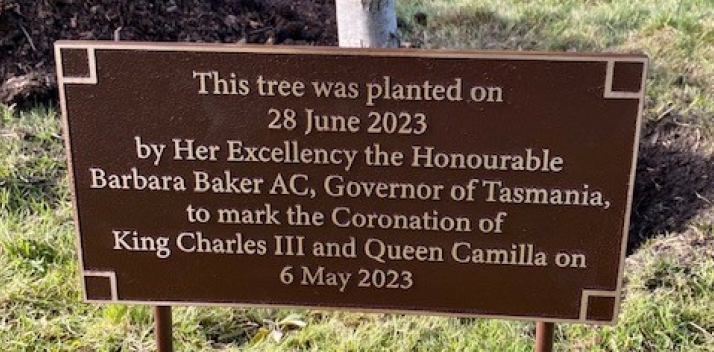 This tree was planted on
28 June 2023
by Her Excellency the Honourable
Barbara Baker AC, Governor of Tasmania,
to mark the Coronation of
King Charles III and Queen Camilla on
6 May 2023